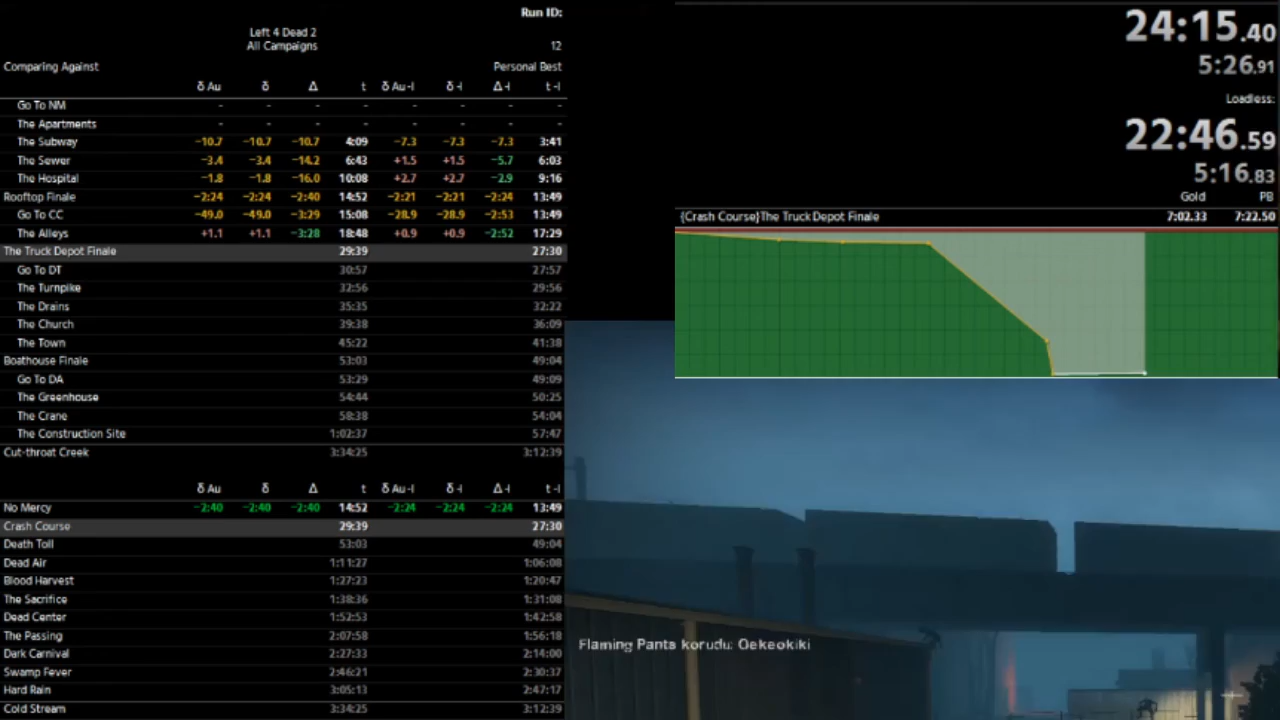 Run ID:
Left 4 Dead 2
All Campaigns
12
Comparing Against Personal Best
δ Au δ Δ t δ Au-l δ -l Δ -l t -l
Go To NM - - - - - - - -
The Apartments - - - - - - - -
The Subway −10.7 −10.7 −10.7 4:09 −7.3 −7.3 −7.3 3:41
The Sewer −3.4 −3.4 −14.2 6:43 +1.5 +1.5 −5.7 6:03
The Hospital −1.8 −1.8 −16.0 10:08 +2.7 +2.7 −2.9 9:16
Rooftop Finale −2:24 −2:24 −2:40 14:52 −2:21 −2:21 −2:24 13:49
Go To CC −49.0 −49.0 −3:29 15:08 −28.9 −28.9 −2:53 13:49
The Alleys +1.1 +1.1 −3:28 18:48 +0.9 +0.9 −2:52 17:29
The Truck Depot Finale 29:39 27:30
Go To DT 30:57 27:57
The Turnpike 32:56 29:56
The Drains 35:35 32:22
The Church 39:38 36:09
The Town 45:22 41:38
Boathouse Finale 53:03 49:04
Go To DA 53:29 49:09
The Greenhouse 54:44 50:25
The Crane 58:38 54:04
The Construction Site 1:02:37 57:47
Cut-throat Creek 3:34:25 3:12:39
δ Au δ Δ t δ Au-l δ -l Δ -l t -l
No Mercy −2:40 −2:40 −2:40 14:52 −2:24 −2:24 −2:24 13:49
Crash Course 29:39 27:30
Death Toll 53:03 49:04
Dead Air 1:11:27 1:06:08
Blood Harvest 1:27:23 1:20:47
The Sacrifice 1:38:36 1:31:08
Dead Center 1:52:53 1:42:58
The Passing 2:07:58 1:56:18
Dark Carnival 2:27:33 2:14:00
Swamp Fever 2:46:21 2:30:37
Hard Rain 3:05:13 2:47:17
Cold Stream 3:34:25 3:12:39
24:15.40
5:26.91
Loadless:
22:46.59
5:16.83
Gold PB
{Crash Course}The Truck Depot Finale 7:02.33 7:22.50
Flaming Pants korudu: Oekeokiki